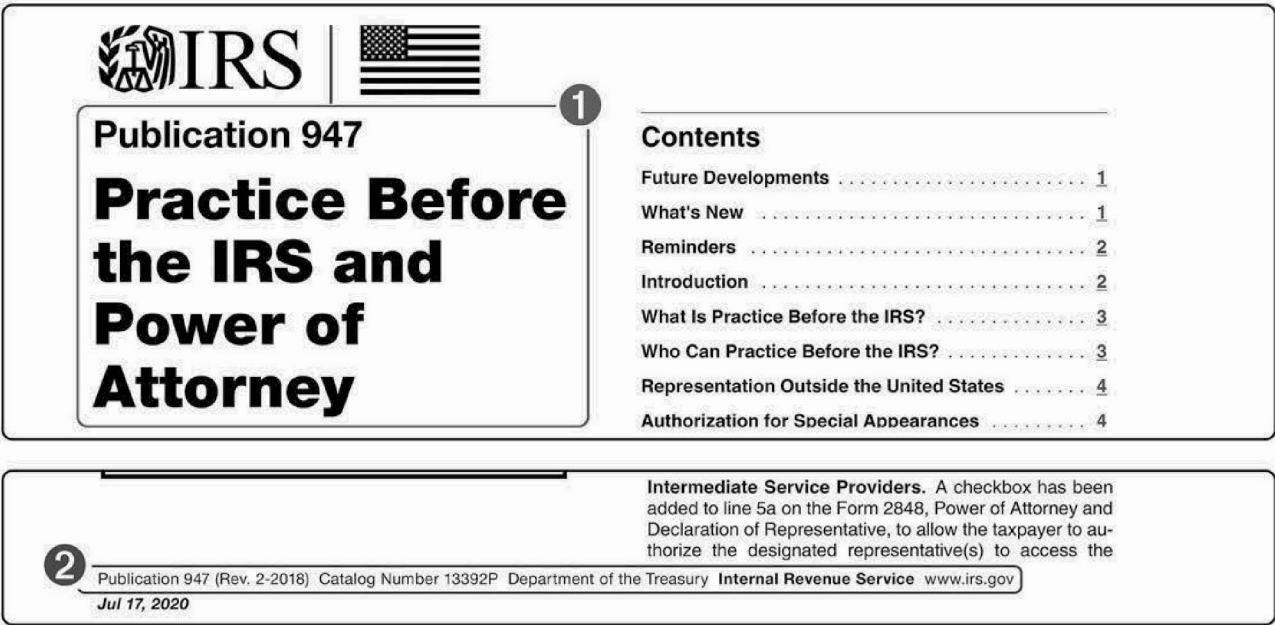 IRS
1
Publication 947
Practice Before
the IRS and
Power of
Attorney
Contents
Future Developments . . . . . . . . . . . . . . . . . . . . . . . . 1
What's New . . . . . . . . . . . . . . . . . . . . . . . . . . . . . . . 1
Reminders . . . . . . . . . . . . . . . . . . . . . . . . . . . . . . . . 2
Introduction . . . . . . . . . . . . . . . . . . . . . . . . . . . . . . . 2
What Is Practice Before the IRS? . . . . . . . . . . . . . . 3
Who Can Practice Before the IRS? . . . . . . . . . . . . . 3
Representation Outside the United States . . . . . . . 4
Authorization for Special Appearances . . . . . . . . . 4
Intermediate Service Providers. A checkbox has been
added to line 5a on the Form 2848, Power of Attorney and
Declaration of Representative, to allow the taxpayer to au-
thorize the designated representative(s) to access the
2
Publication 947 (Rev. 2-2018) Catalog Number 13392P Department of the Treasury Internal Revenue Service www.irs.gov
Jul 17, 2020